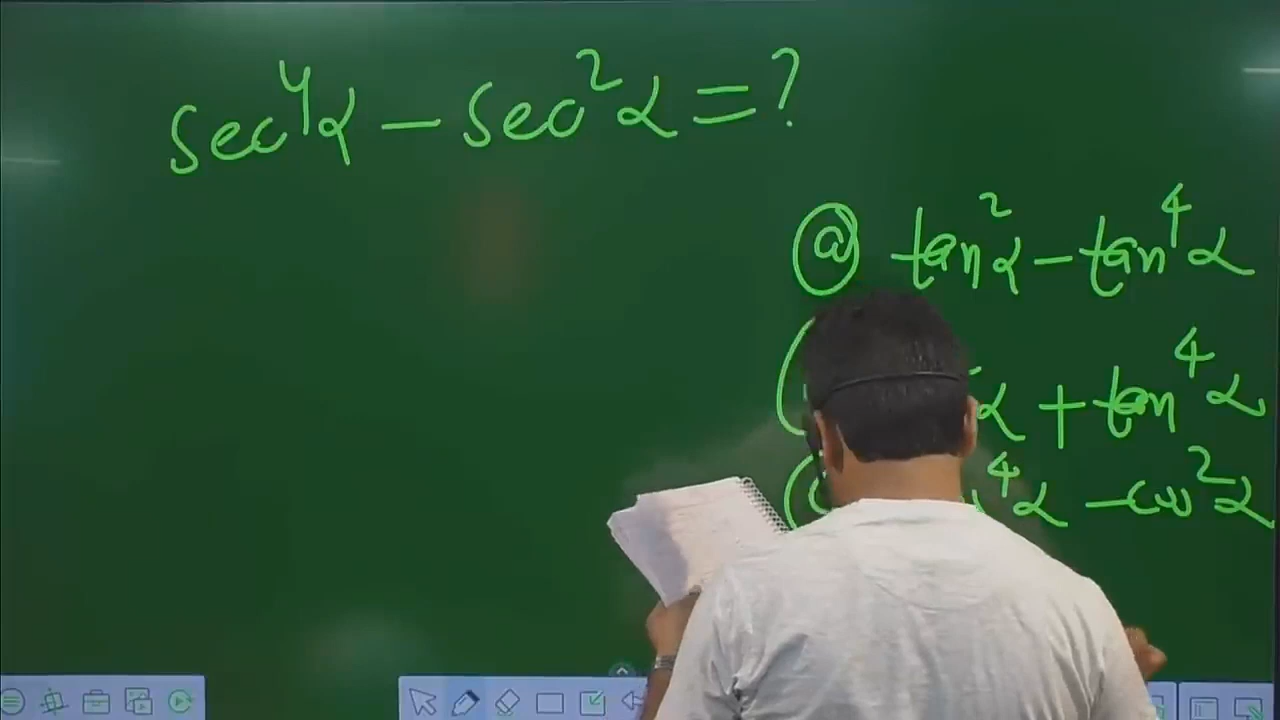 sec⁴α − sec²α = ?
ⓐ tan²α − tan⁴α
α + tan⁴α
⁴α − cos²α